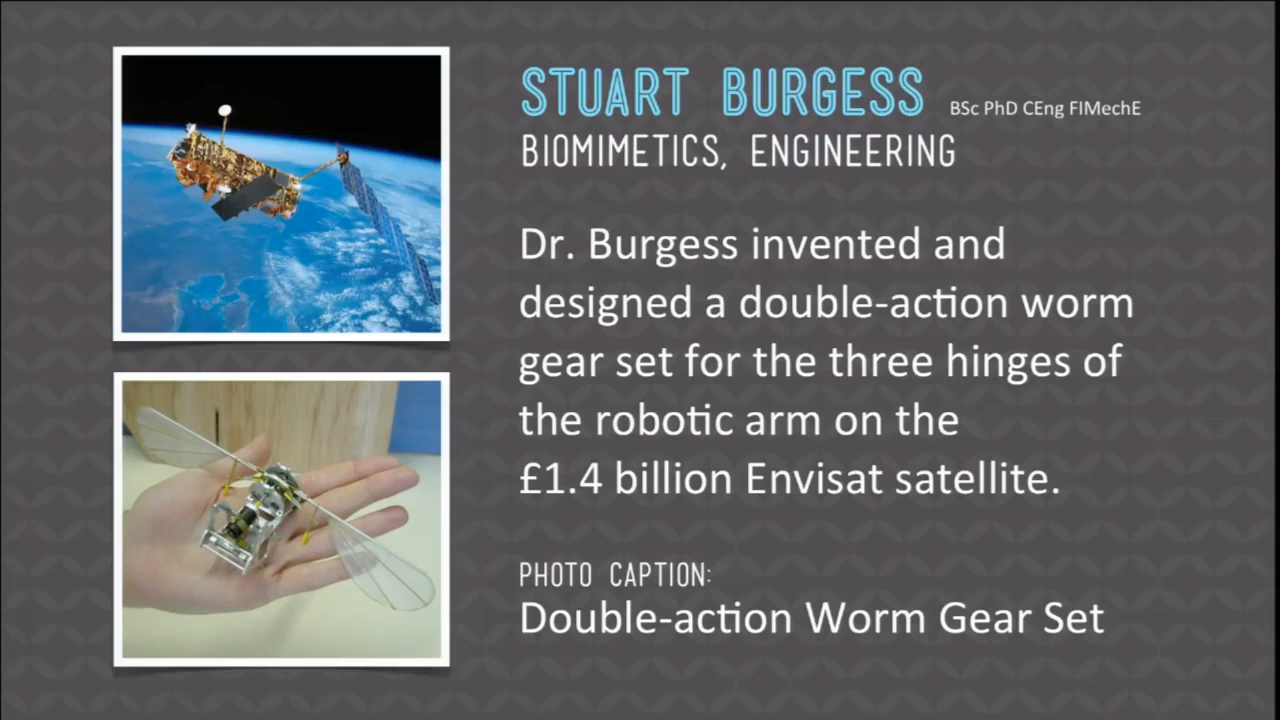 STUART BURGESS BSc PhD CEng FIMechE
BIOMIMETICS, ENGINEERING
Dr. Burgess invented and
designed a double-action worm
gear set for the three hinges of
the robotic arm on the
£1.4 billion Envisat satellite.
PHOTO CAPTION:
Double-action Worm Gear Set